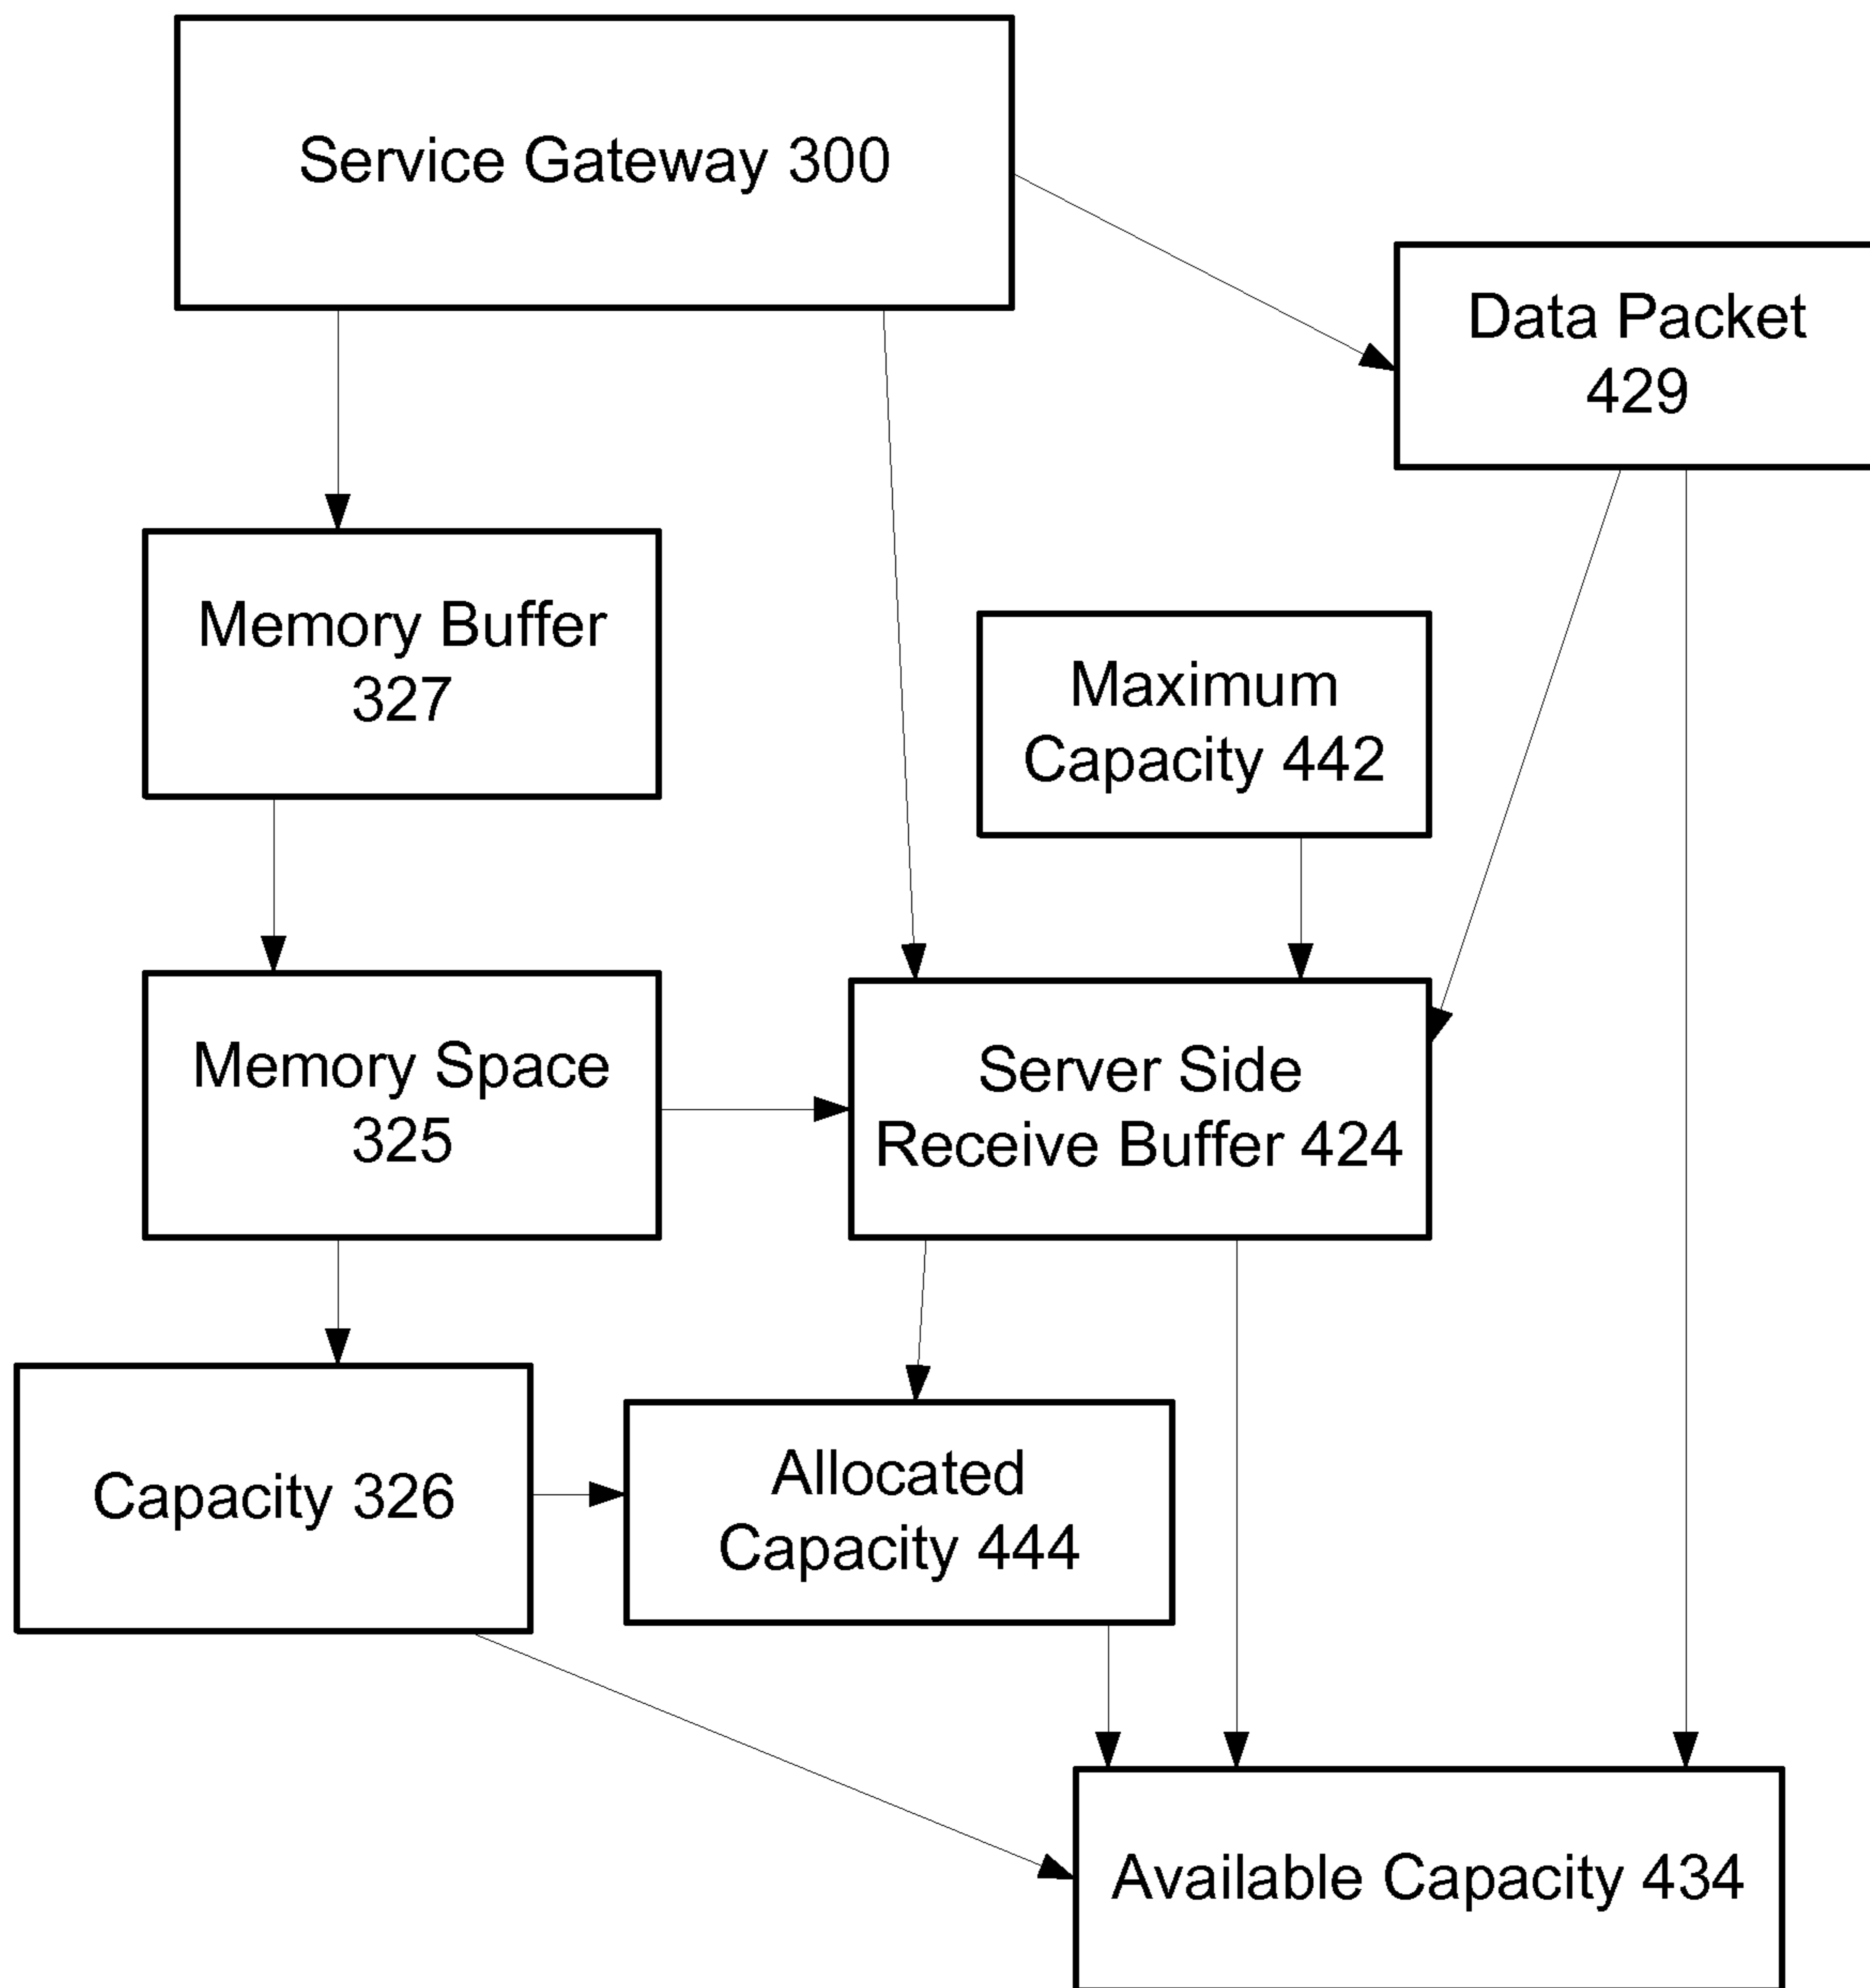 Service Gateway 300
Data Packet
429
Memory Buffer
327
Maximum
Capacity 442
Memory Space
325
Server Side
Receive Buffer 424
Capacity 326
Allocated
Capacity 444
Available Capacity 434